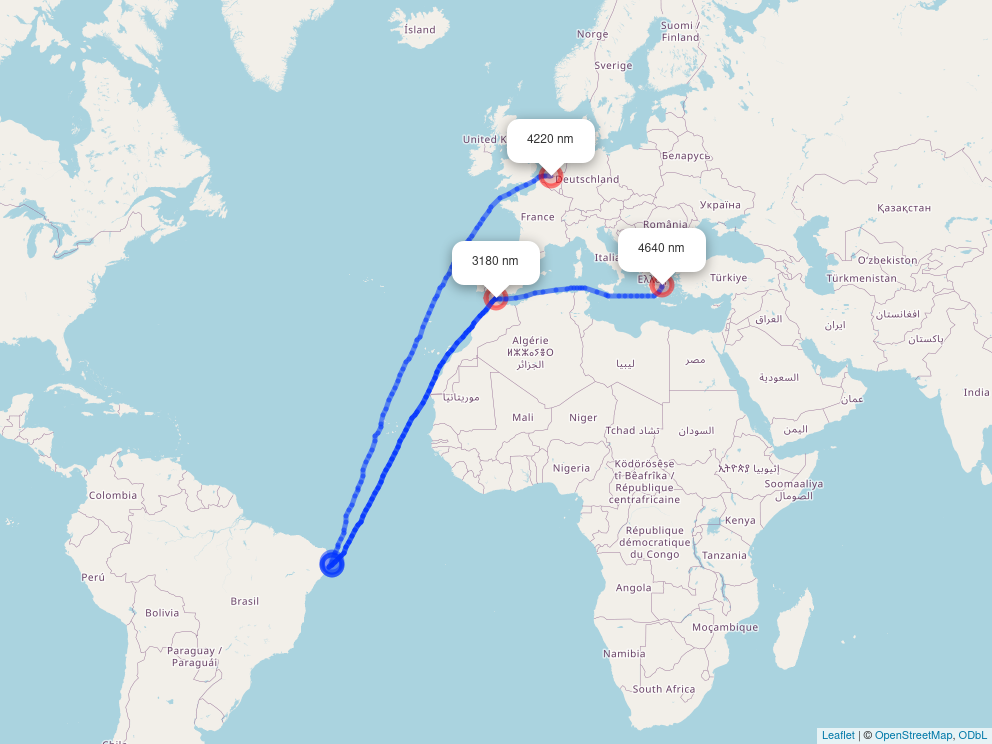 Ísland
Norge
Suomi /
Finland
Sverige
United K
4220 nm
Беларусь
Deutschland
Україна
Қазақстан
France
România
3180 nm
4640 nm
Itali
Ελλ
Türkiye
Oʻzbekiston
Türkmenistan
العراق
ایران
افغانستان
پاکستان
Algérie
ⵍⵣⵣⴰⵢⴻⵔ
الجزائر
ليبيا
مصر
السعودية
عمان
India
موريتانيا
Mali
Niger
Tchad تشاد
السودان
اليمن
Colombia
Nigeria
Ködörösêse
tî Bêafrîka /
République
centrafricaine
ኢትዮጵያ إثيوبيا
Soomaaliya
الصومال
Kenya
République
démocratique
du Congo
Tanzania
Perú
Brasil
Bolivia
Angola
Moçambique
Paraguay /
Paraguái
Namibia
South Africa
Chile
Leaflet | © OpenStreetMap, ODbL